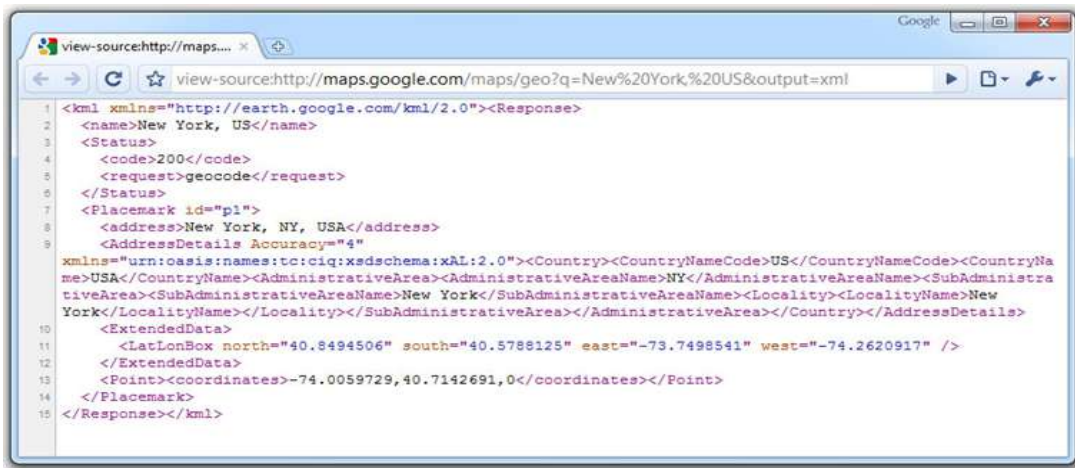 Google
view-source:http://maps.... ×
view-source:http://maps.google.com/maps/geo?q=New%20York,%20US&output=xml
1 <kml xmlns="http://earth.google.com/kml/2.0"><Response>
2 <name>New York, US</name>
3 <Status>
4 <code>200</code>
5 <request>geocode</request>
6 </Status>
7 <Placemark id="p1">
8 <address>New York, NY, USA</address>
9 <AddressDetails Accuracy="4"
xmlns="urn:oasis:names:tc:ciq:xsdschema:xAL:2.0"><Country><CountryNameCode>US</CountryNameCode><CountryNa
me>USA</CountryName><AdministrativeArea><AdministrativeAreaName>NY</AdministrativeAreaName><SubAdministra
tiveArea><SubAdministrativeAreaName>New York</SubAdministrativeAreaName><Locality><LocalityName>New
York</LocalityName></Locality></SubAdministrativeArea></AdministrativeArea></Country></AddressDetails>
10 <ExtendedData>
11 <LatLonBox north="40.8494506" south="40.5788125" east="-73.7498541" west="-74.2620917" />
12 </ExtendedData>
13 <Point><coordinates>-74.0059729,40.7142691,0</coordinates></Point>
14 </Placemark>
15 </Response></kml>